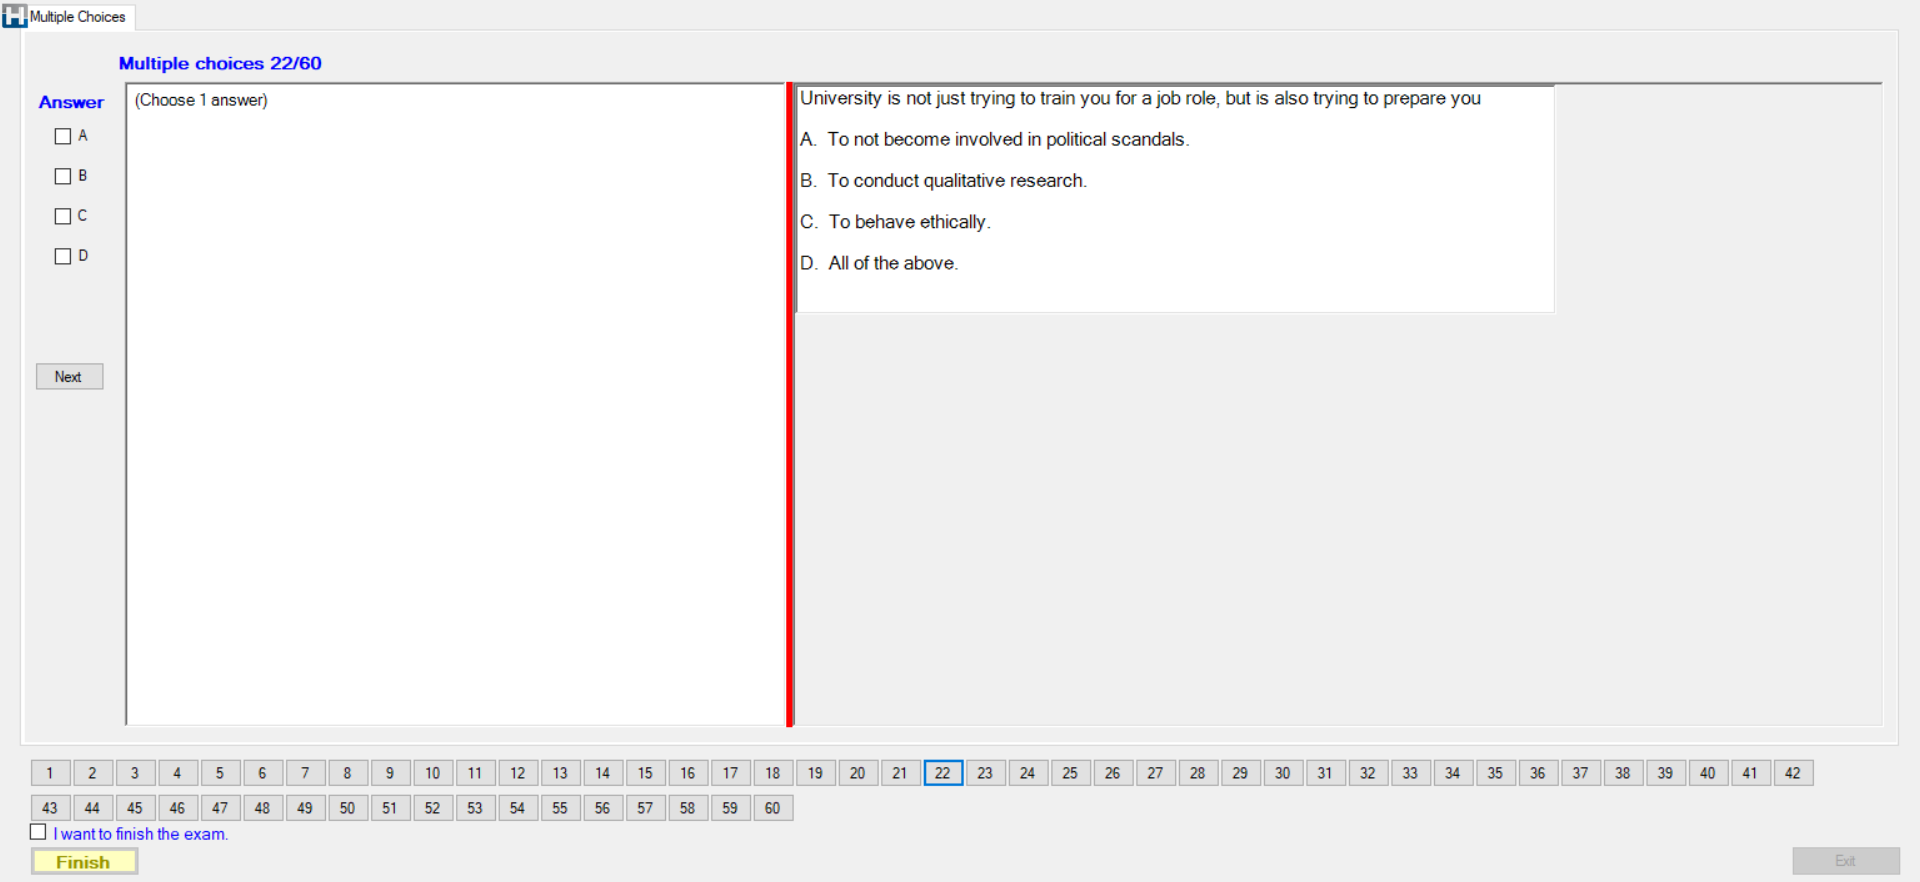 Multiple Choices
Multiple choices 22/60
Answer
A
B
C
D
Next
(Choose 1 answer)
University is not just trying to train you for a job role, but is also trying to prepare you
A. To not become involved in political scandals.
B. To conduct qualitative research.
C. To behave ethically.
D. All of the above.
1 2 3 4 5 6 7 8 9 10 11 12 13 14 15 16 17 18 19 20 21 22 23 24 25 26 27 28 29 30 31 32 33 34 35 36 37 38 39 40 41 42
43 44 45 46 47 48 49 50 51 52 53 54 55 56 57 58 59 60
I want to finish the exam.
Finish
Exit